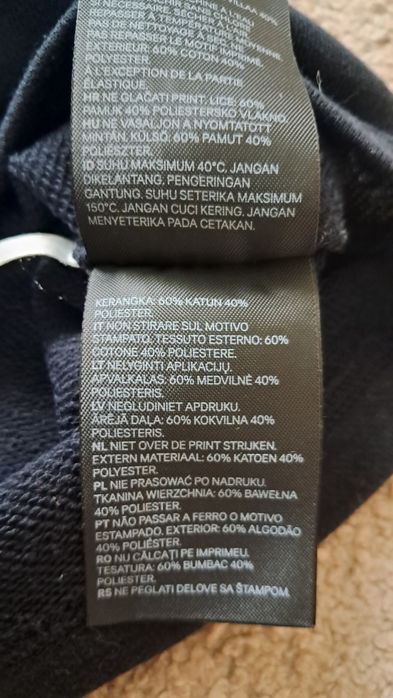 VILLAA 40%
À L'EAU
SI NÉCESSAIRE. SÉCHER À L'AIR
PAS REPASSER LE MOTIF IMPRIMÉ.
EXTÉRIEUR: 60% COTON 40%
POLYESTER
À L'EXCEPTION DE LA PARTIE
ÉLASTIQUE.
HR NE GLAČATI PRINT. LICE: 60%
PAMUK 40% POLIESTERSKO VLAKNO.
HU NE VASALJON A NYOMTATOTT
MINTÁN. KÜLSŐ: 60% PAMUT 40%
POLIÉSZTER.
ID SUHU MAKSIMUM 40°C. JANGAN
DIKELANTANG. PENGERINGAN
GANTUNG. SUHU SETERIKA MAKSIMUM
150°C. JANGAN CUCI KERING. JANGAN
MENYETERIKA PADA CETAKAN.
KERANGKA: 60% KATUN 40%
POLIESTER.
IT NON STIRARE SUL MOTIVO
STAMPATO. TESSUTO ESTERNO: 60%
COTONE 40% POLIESTERE.
LT NELYGINTI APLIKACIJŲ.
APVALKALAS: 60% MEDVILNĖ 40%
POLIESTERIS.
LV NEGLUDINIET APDRUKU.
ĀRĒJĀ DAĻA: 60% KOKVILNA 40%
POLIESTERIS.
NL NIET OVER DE PRINT STRIJKEN.
EXTERN MATERIAAL: 60% KATOEN 40%
POLYESTER.
PL NIE PRASOWAĆ PO NADRUKU.
TKANINA WIERZCHNIA: 60% BAWEŁNA
40% POLIESTER.
PT NÃO PASSAR A FERRO O MOTIVO
ESTAMPADO. EXTERIOR: 60% ALGODÃO
40% POLIÉSTER.
RO NU CĂLCAȚI PE IMPRIMEU.
ȚESĂTURA: 60% BUMBAC 40%
POLIESTER.
RS NE PEGLATI DELOVE SA ŠTAMPOM.